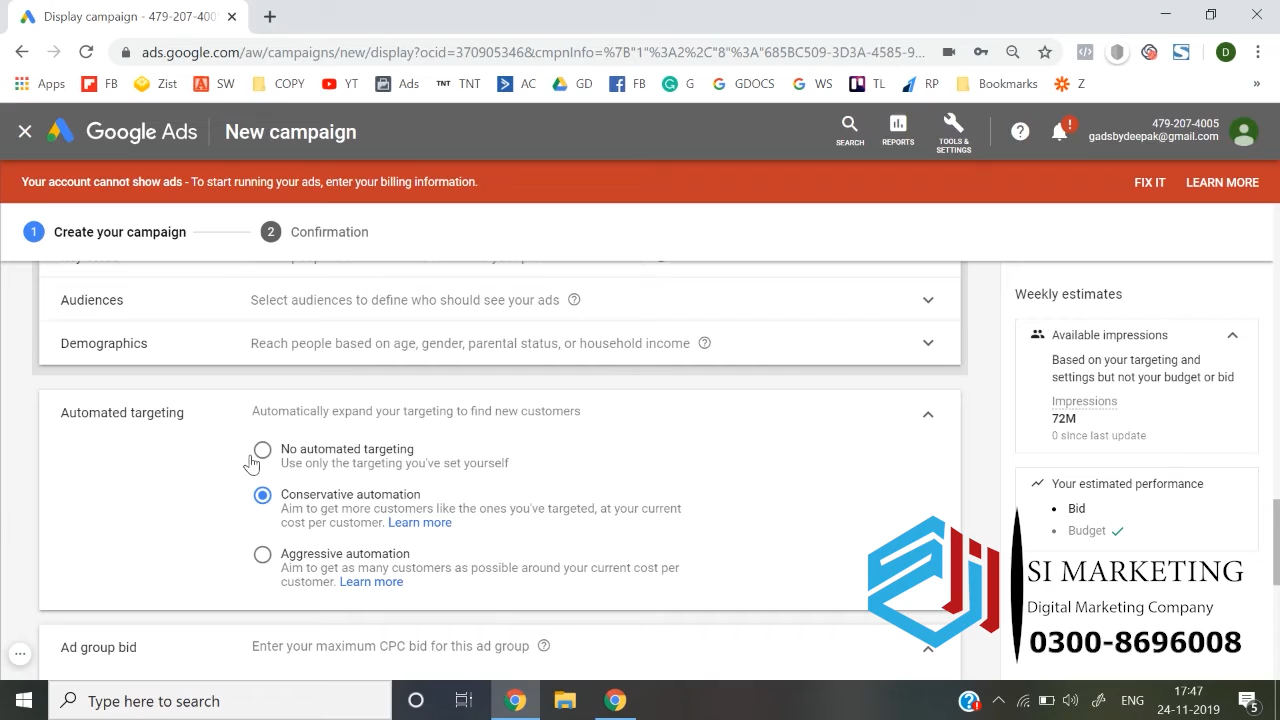 Display campaign - 479-207-400
ads.google.com/aw/campaigns/new/display?ocid=370905346&cmpnInfo=%7B"1"%3A2%2C"8"%3A"685BC509-3D3A-4585-9...
D
Apps FB Zist SW COPY YT Ads TNT TNT AC GD FB G GDOCS WS TL RP Bookmarks Z »
Google Ads New campaign
SEARCH
REPORTS
TOOLS & SETTINGS
479-207-4005
gadsbydeepak@gmail.com
Your account cannot show ads - To start running your ads, enter your billing information.
FIX IT LEARN MORE
1 Create your campaign 2 Confirmation
Audiences Select audiences to define who should see your ads
Demographics Reach people based on age, gender, parental status, or household income
Automated targeting Automatically expand your targeting to find new customers
No automated targeting
Use only the targeting you've set yourself
Conservative automation
Aim to get more customers like the ones you've targeted, at your current
cost per customer. Learn more
Aggressive automation
Aim to get as many customers as possible around your current cost per
customer. Learn more
Ad group bid Enter your maximum CPC bid for this ad group
Weekly estimates
Available impressions
Based on your targeting and
settings but not your budget or bid
Impressions
72M
0 since last update
Your estimated performance
• Bid
• Budget
SI MARKETING
Digital Marketing Company
0300-8696008
Type here to search
ENG
17:47
24-11-2019
5